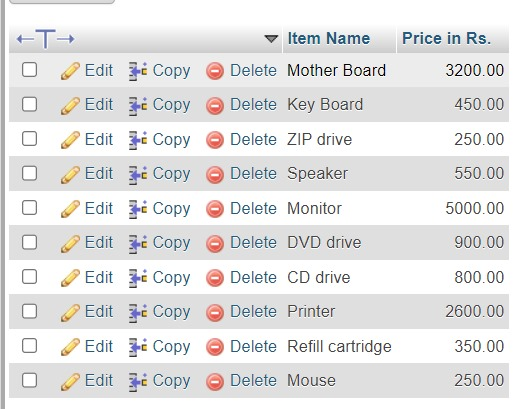 Item Name Price in Rs.
Edit Copy Delete Mother Board 3200.00
Edit Copy Delete Key Board 450.00
Edit Copy Delete ZIP drive 250.00
Edit Copy Delete Speaker 550.00
Edit Copy Delete Monitor 5000.00
Edit Copy Delete DVD drive 900.00
Edit Copy Delete CD drive 800.00
Edit Copy Delete Printer 2600.00
Edit Copy Delete Refill cartridge 350.00
Edit Copy Delete Mouse 250.00